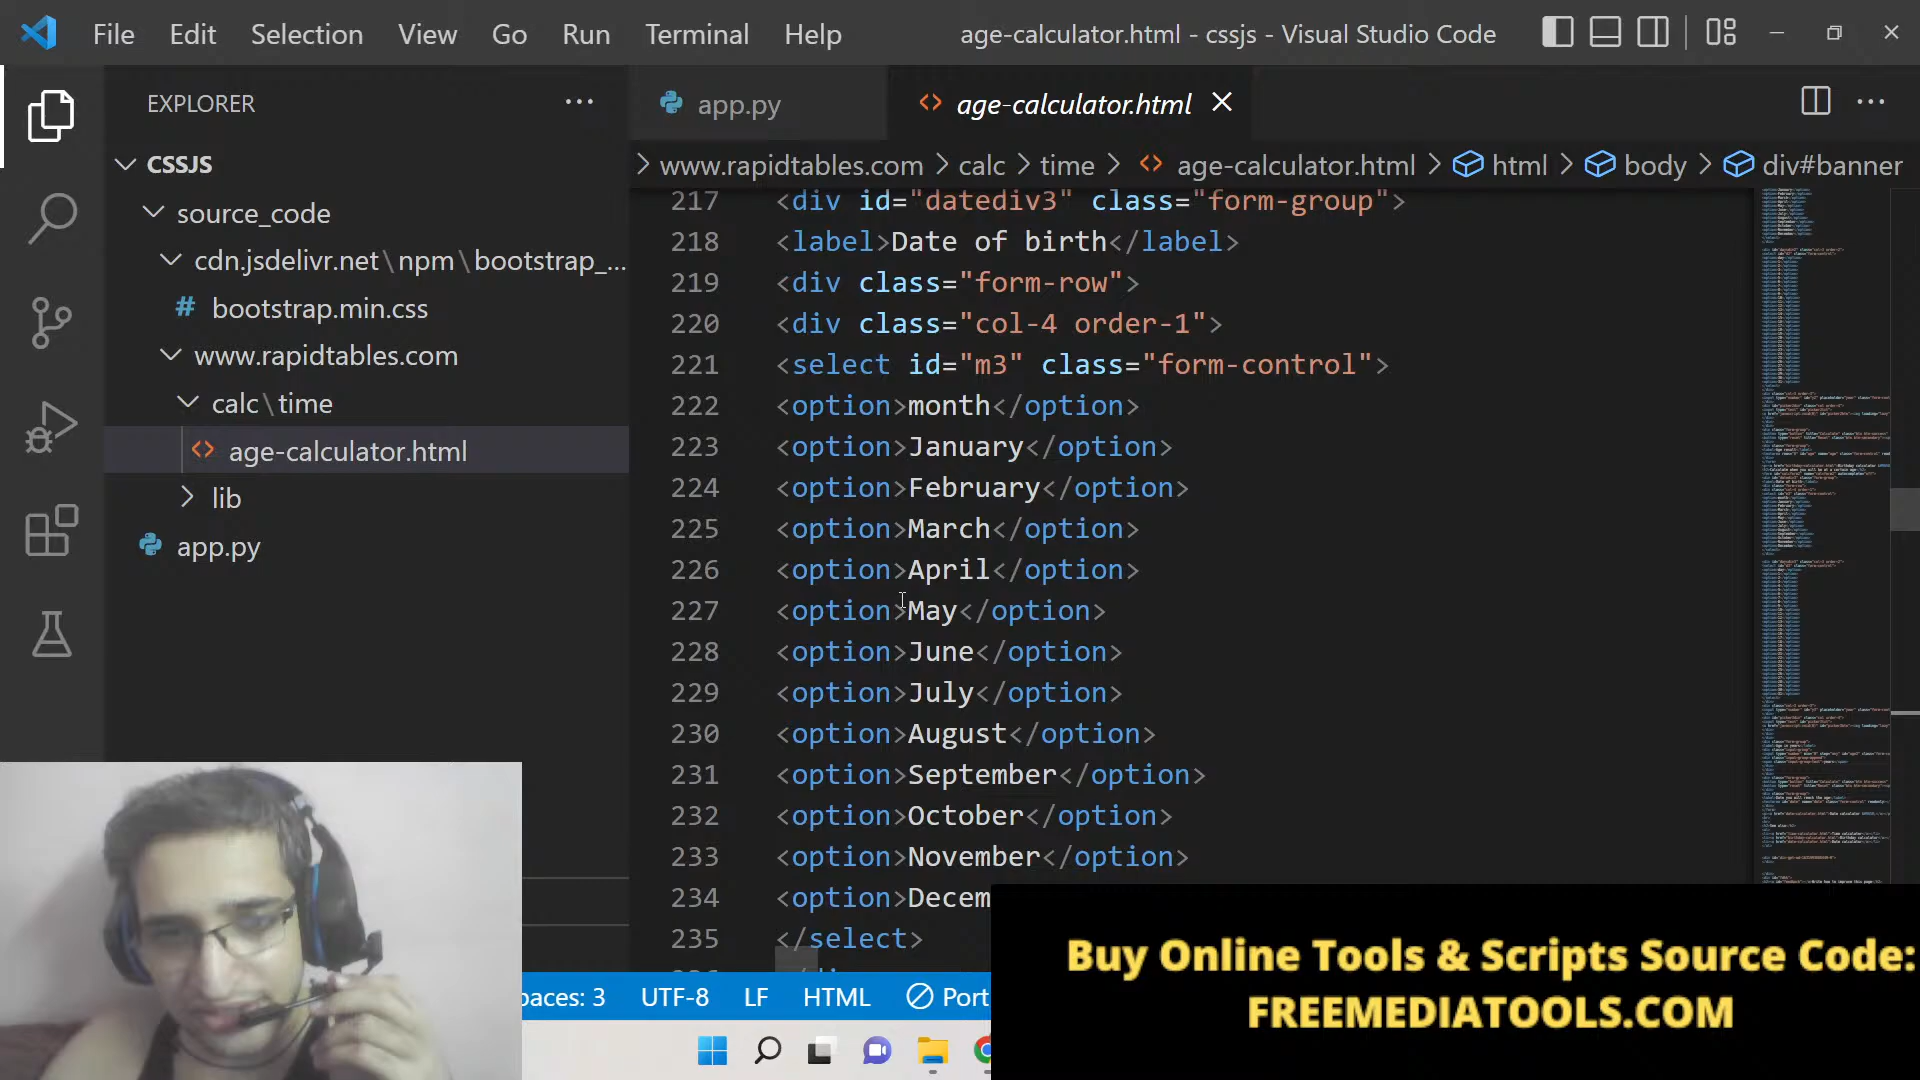 File Edit Selection View Go Run Terminal Help
age-calculator.html - cssjs - Visual Studio Code
EXPLORER
CSSJS
source_code
cdn.jsdelivr.net\npm\bootstrap_...
# bootstrap.min.css
www.rapidtables.com
calc\time
<> age-calculator.html
lib
app.py
app.py
<> age-calculator.html
> www.rapidtables.com > calc > time > <> age-calculator.html > html > body > div#banner
217 <div id="datediv3" class="form-group">
218 <label>Date of birth</label>
219 <div class="form-row">
220 <div class="col-4 order-1">
221 <select id="m3" class="form-control">
222 <option>month</option>
223 <option>January</option>
224 <option>February</option>
225 <option>March</option>
226 <option>April</option>
227 <option>May</option>
228 <option>June</option>
229 <option>July</option>
230 <option>August</option>
231 <option>September</option>
232 <option>October</option>
233 <option>November</option>
234 <option>Decem
235 </select>
paces: 3 UTF-8 LF HTML Port
Buy Online Tools & Scripts Source Code:
FREEMEDIATOOLS.COM